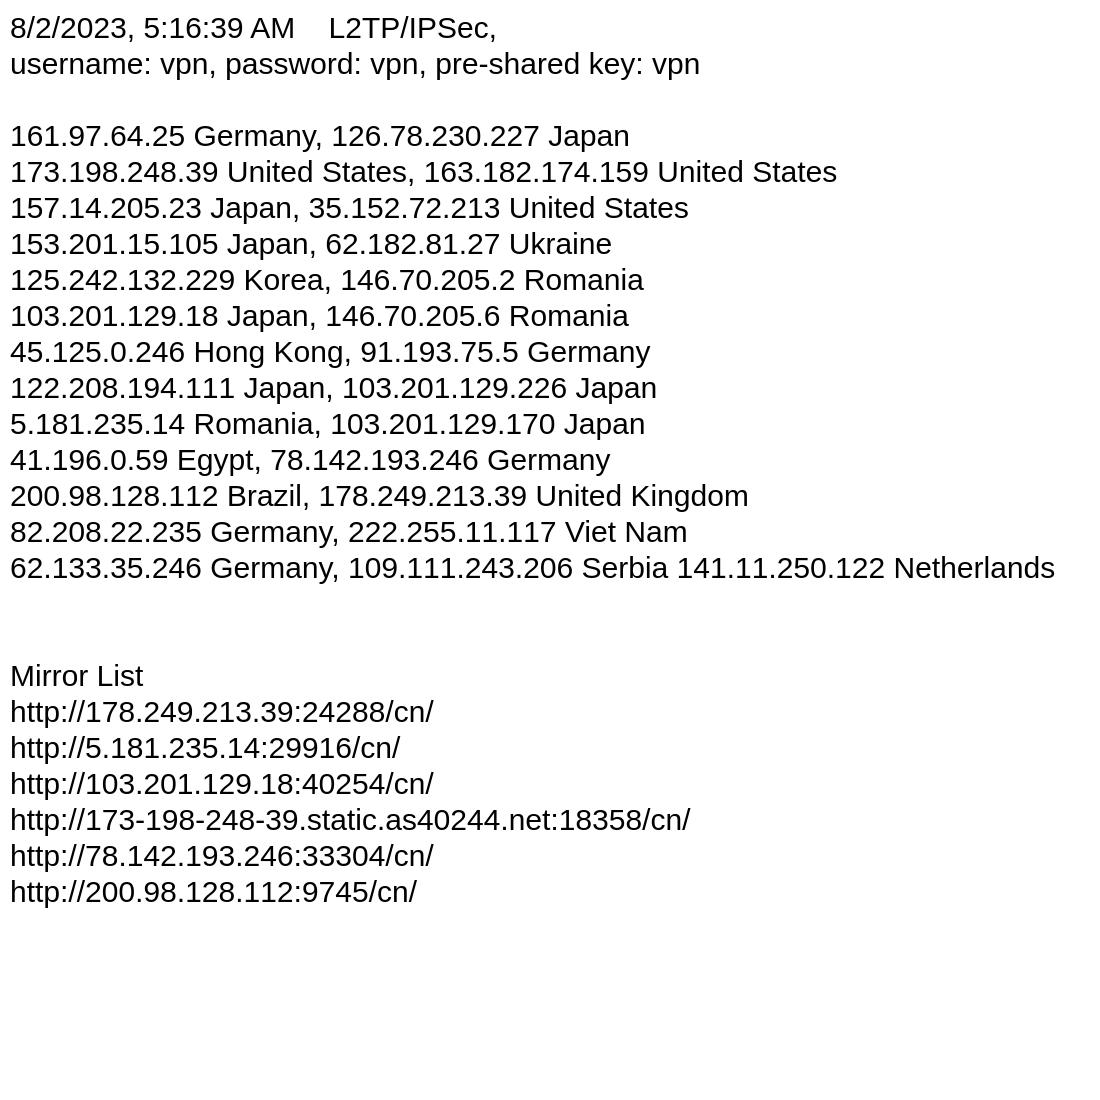 8/2/2023, 5:16:39 AM    L2TP/IPSec,
username: vpn, password: vpn, pre-shared key: vpn
161.97.64.25 Germany, 126.78.230.227 Japan
173.198.248.39 United States, 163.182.174.159 United States
157.14.205.23 Japan, 35.152.72.213 United States
153.201.15.105 Japan, 62.182.81.27 Ukraine
125.242.132.229 Korea, 146.70.205.2 Romania
103.201.129.18 Japan, 146.70.205.6 Romania
45.125.0.246 Hong Kong, 91.193.75.5 Germany
122.208.194.111 Japan, 103.201.129.226 Japan
5.181.235.14 Romania, 103.201.129.170 Japan
41.196.0.59 Egypt, 78.142.193.246 Germany
200.98.128.112 Brazil, 178.249.213.39 United Kingdom
82.208.22.235 Germany, 222.255.11.117 Viet Nam
62.133.35.246 Germany, 109.111.243.206 Serbia 141.11.250.122 Netherlands
Mirror List
http://178.249.213.39:24288/cn/
http://5.181.235.14:29916/cn/
http://103.201.129.18:40254/cn/
http://173-198-248-39.static.as40244.net:18358/cn/
http://78.142.193.246:33304/cn/
http://200.98.128.112:9745/cn/